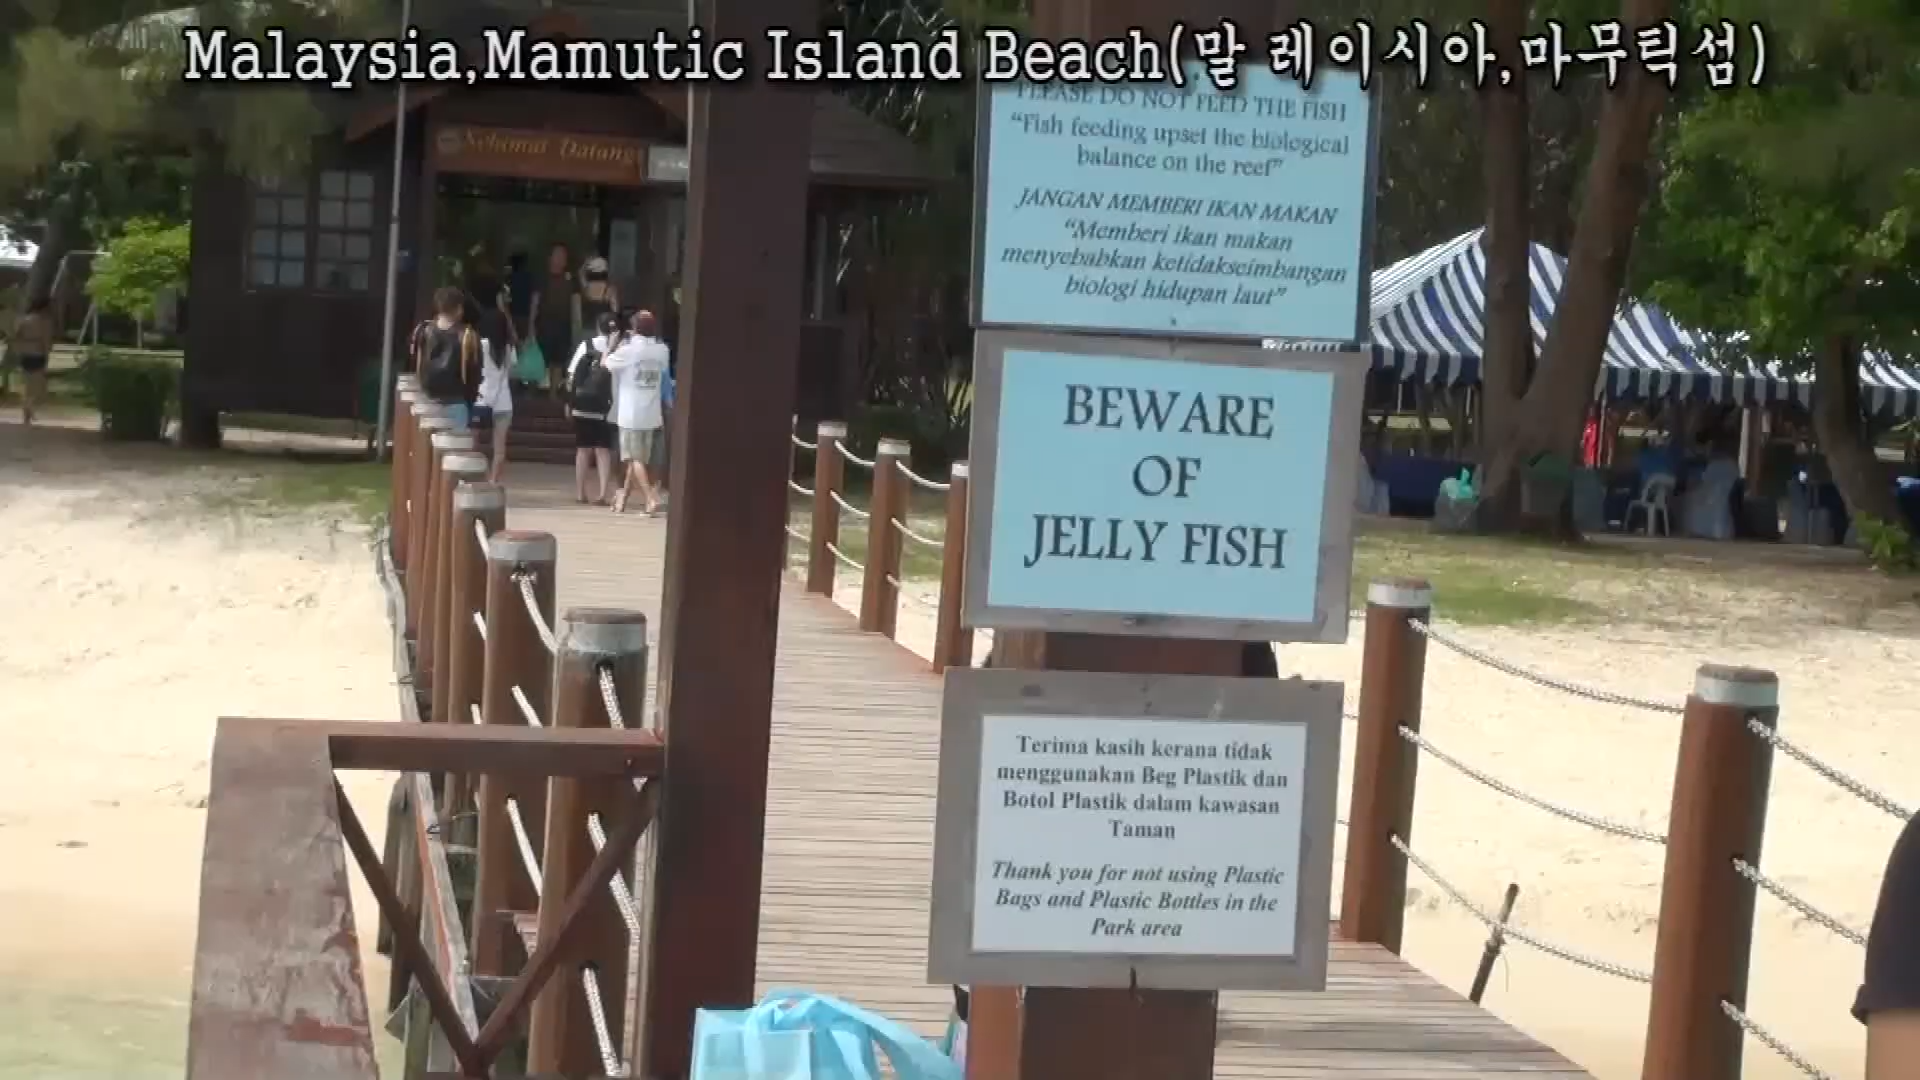 Malaysia,Mamutic Island Beach(말 레이시아,마무틱섬)
Selamat Datang
PLEASE DO NOT FEED THE FISH
“Fish feeding upset the biological
balance on the reef”
JANGAN MEMBERI IKAN MAKAN
“Memberi ikan makan
menyebabkan ketidakseimbangan
biologi hidupan laut”
BEWARE
OF
JELLY FISH
Terima kasih kerana tidak
menggunakan Beg Plastik dan
Botol Plastik dalam kawasan
Taman
Thank you for not using Plastic
Bags and Plastic Bottles in the
Park area